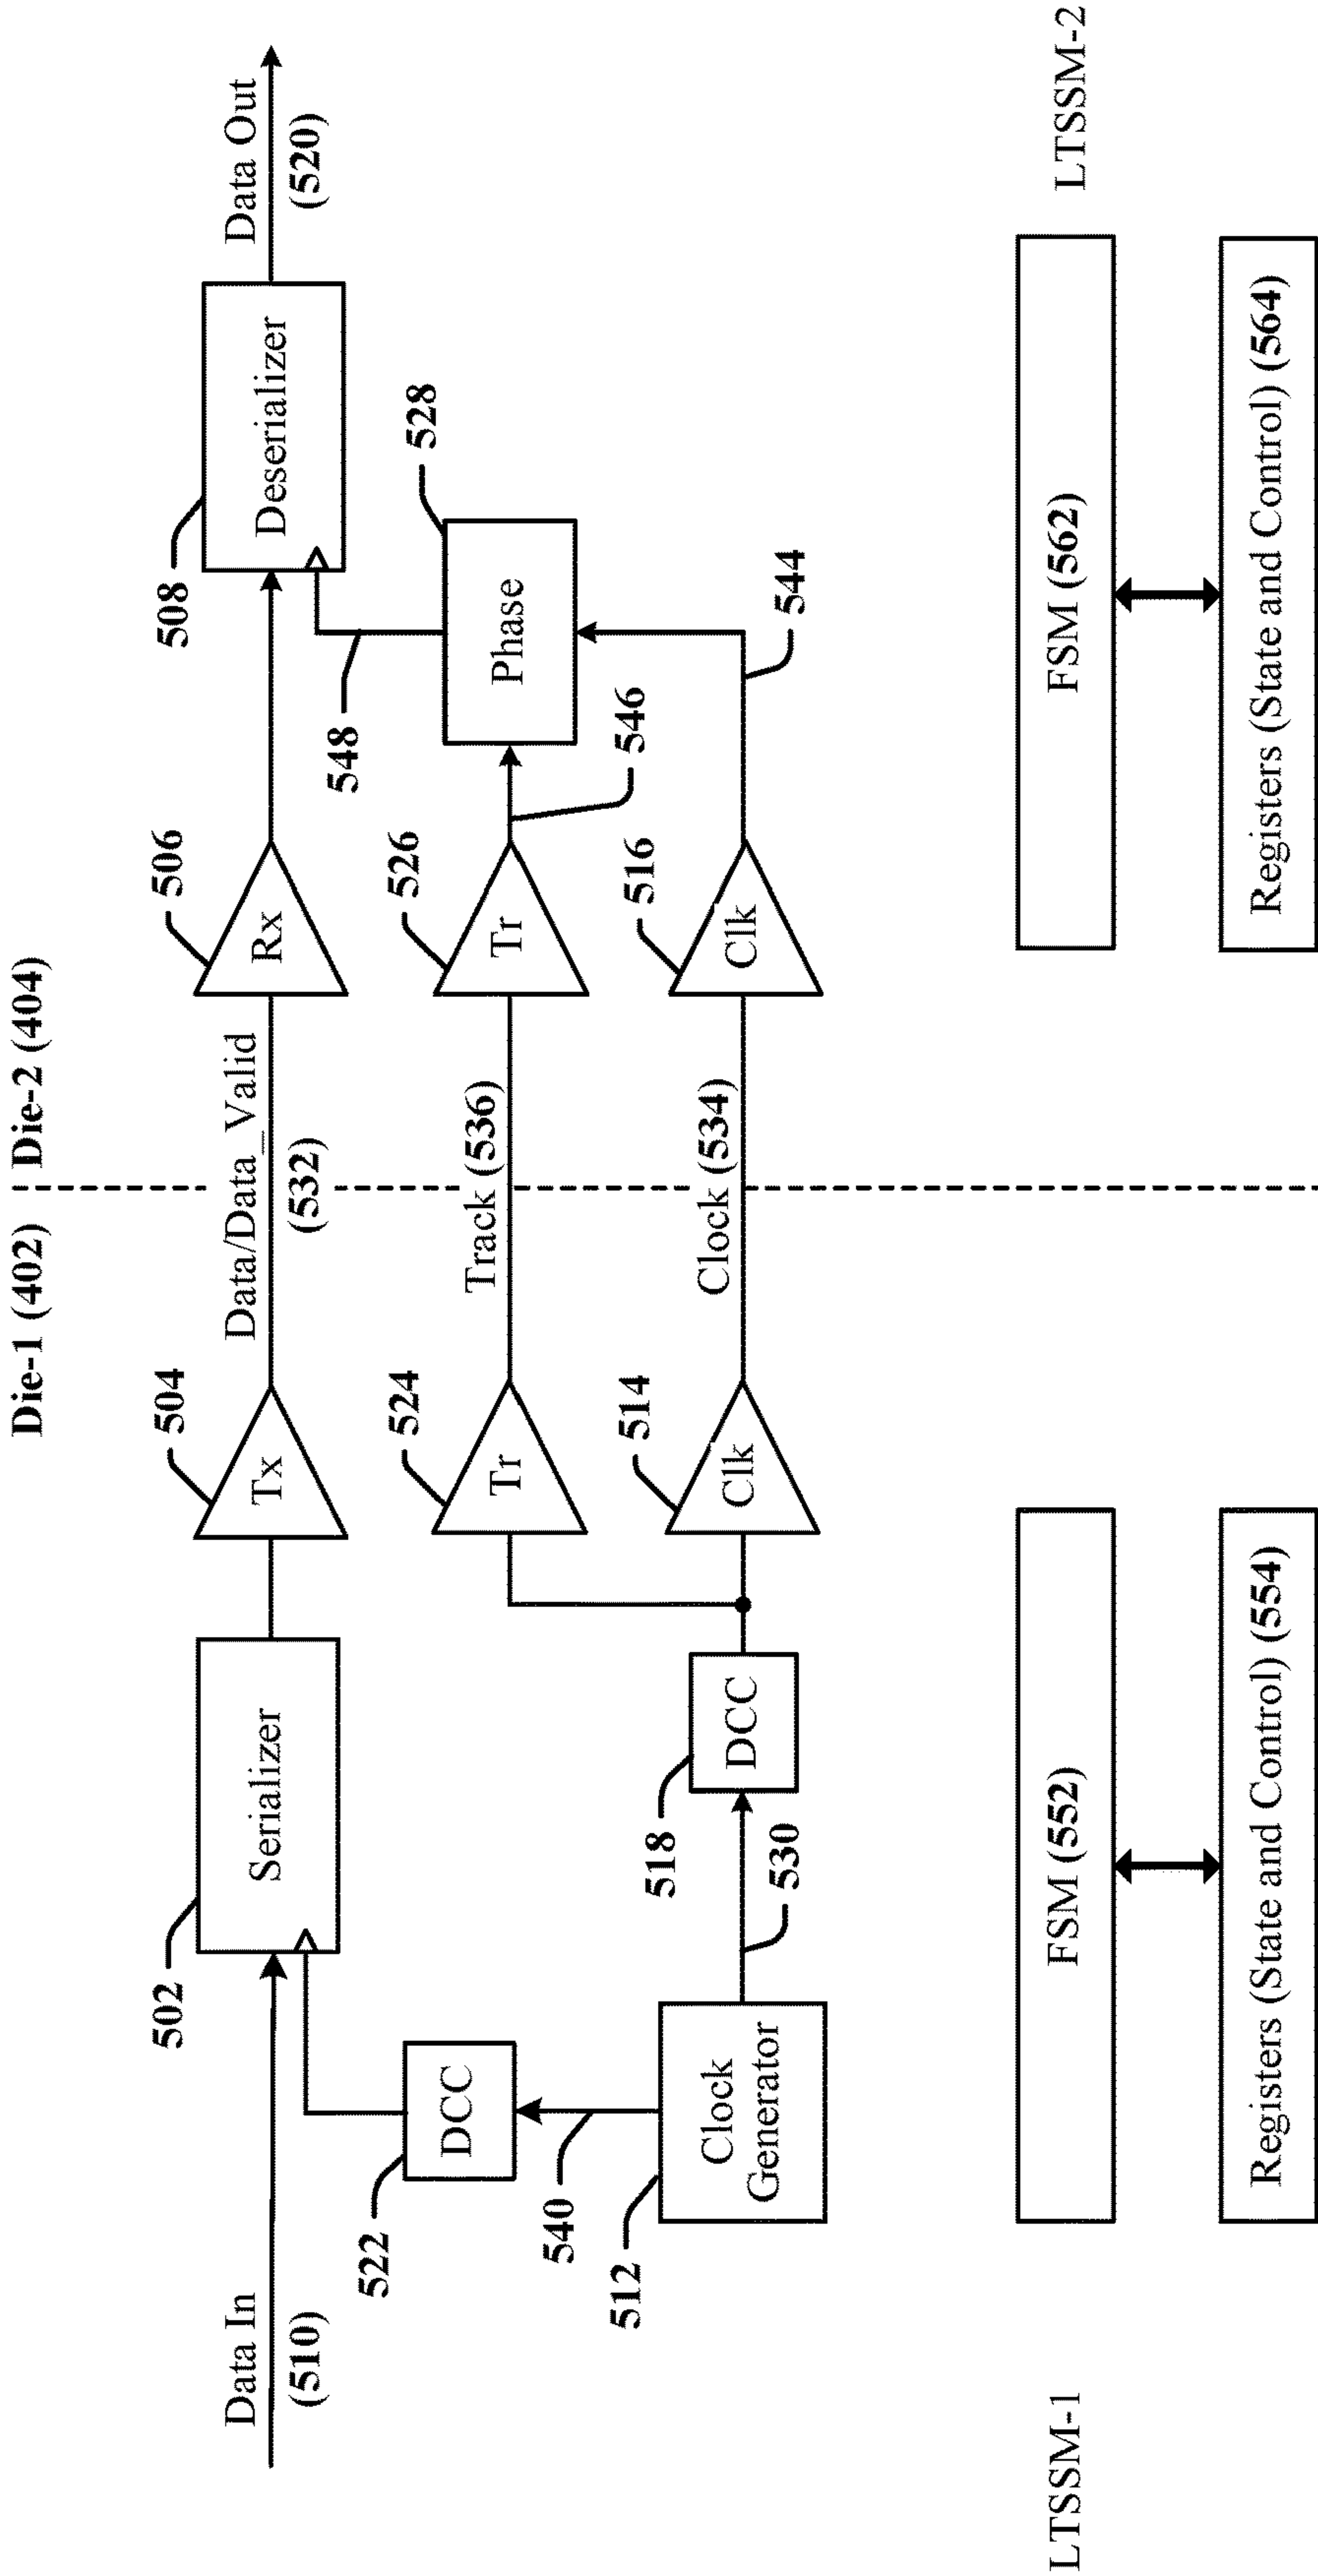 Die-1 (402)
Die-2 (404)
Data In
(510)
502
Serializer
504
Tx
Data/Data_Valid
(532)
506
Rx
508
Deserializer
Data Out
(520)
522
DCC
540
524
Tr
Track (536)
526
Tr
546
548
Phase
528
512
Clock
Generator
530
518
DCC
514
Clk
Clock (534)
516
Clk
544
LTSSM-1
FSM (552)
Registers (State and Control) (554)
FSM (562)
Registers (State and Control) (564)
LTSSM-2